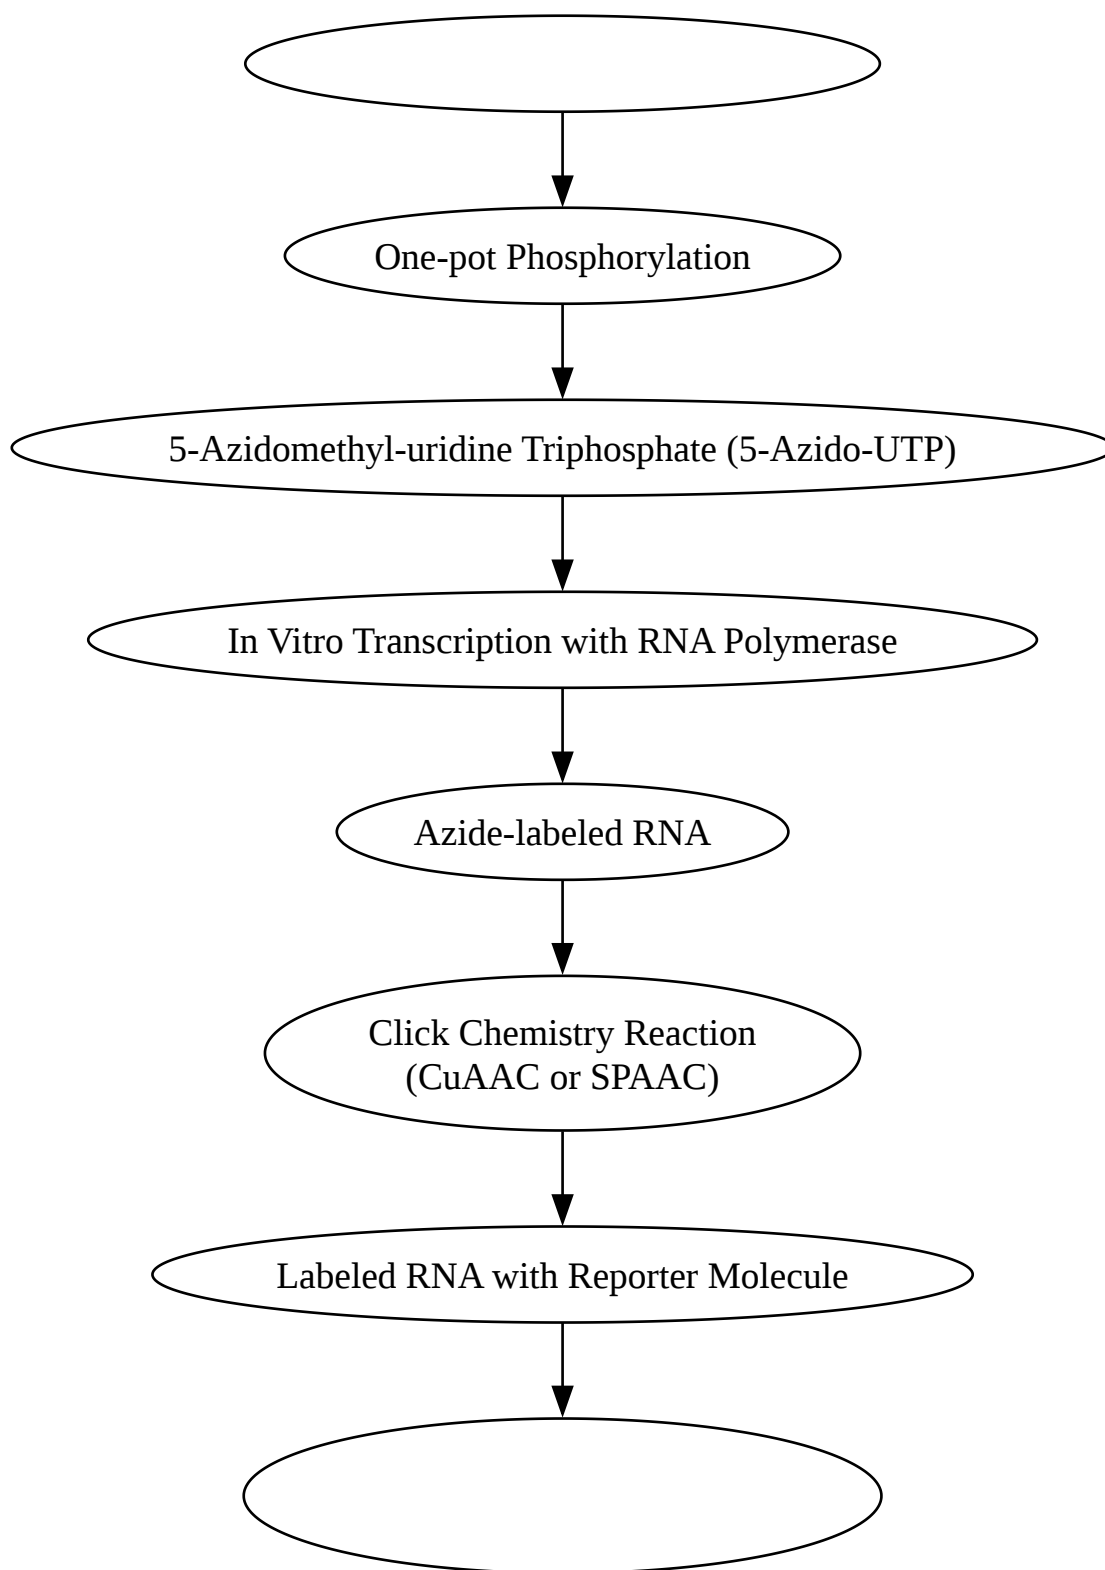 One-pot Phosphorylation
5-Azidomethyl-uridine Triphosphate (5-Azido-UTP)
In Vitro Transcription with RNA Polymerase
Azide-labeled RNA
Click Chemistry Reaction
(CuAAC or SPAAC)
Labeled RNA with Reporter Molecule